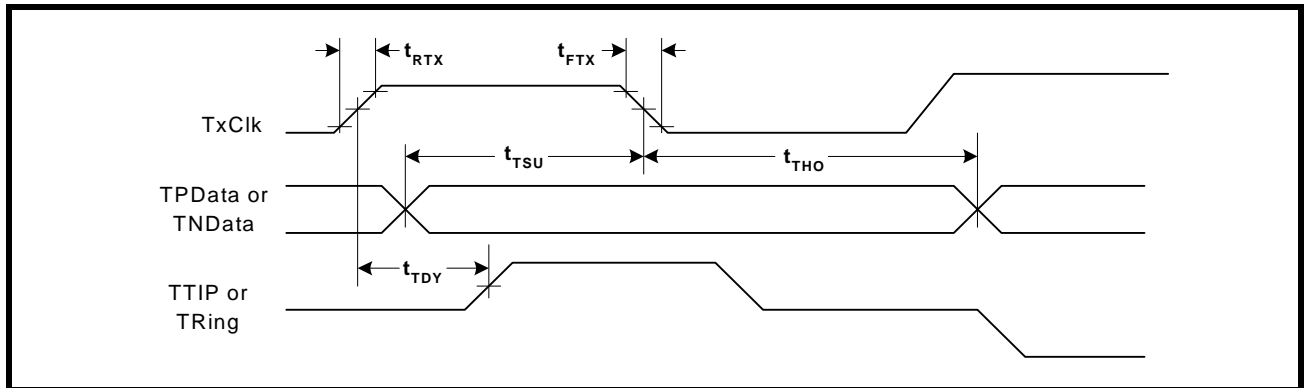 tRTX
tFTX
TxClk
tTSU
tTHO
TPData or
TNData
tTDY
TTIP or
TRing